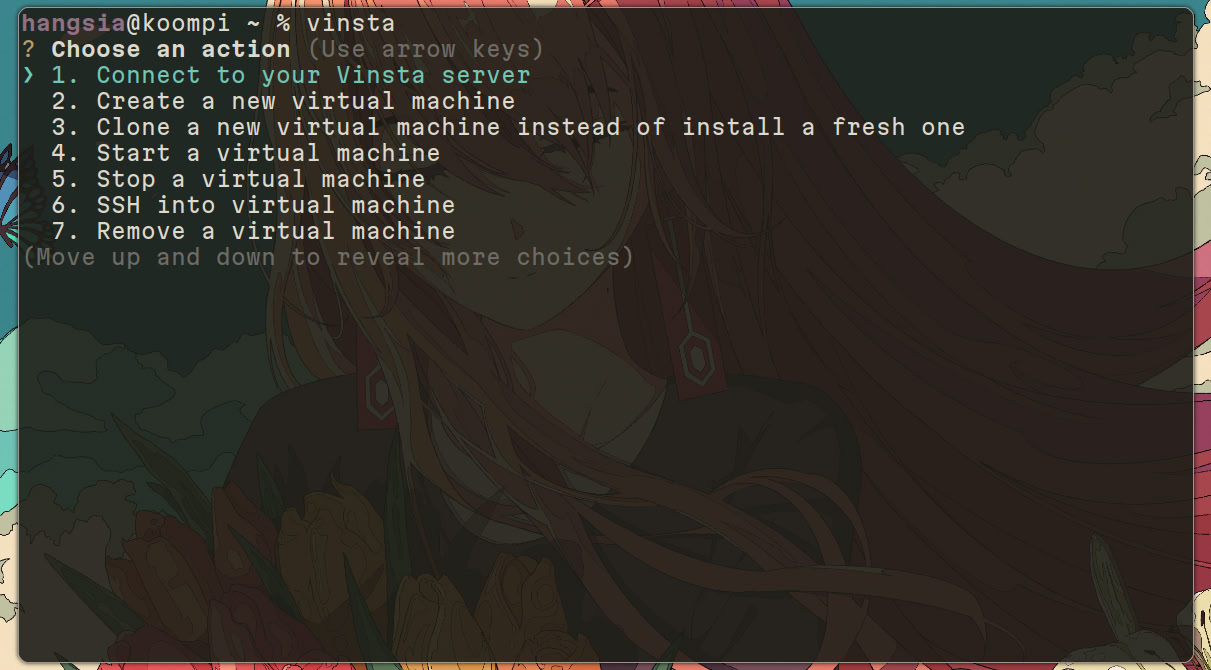 hangsia@koompi ~ % vinsta
? Choose an action (Use arrow keys)
❯ 1. Connect to your Vinsta server
2. Create a new virtual machine
3. Clone a new virtual machine instead of install a fresh one
4. Start a virtual machine
5. Stop a virtual machine
6. SSH into virtual machine
7. Remove a virtual machine
(Move up and down to reveal more choices)